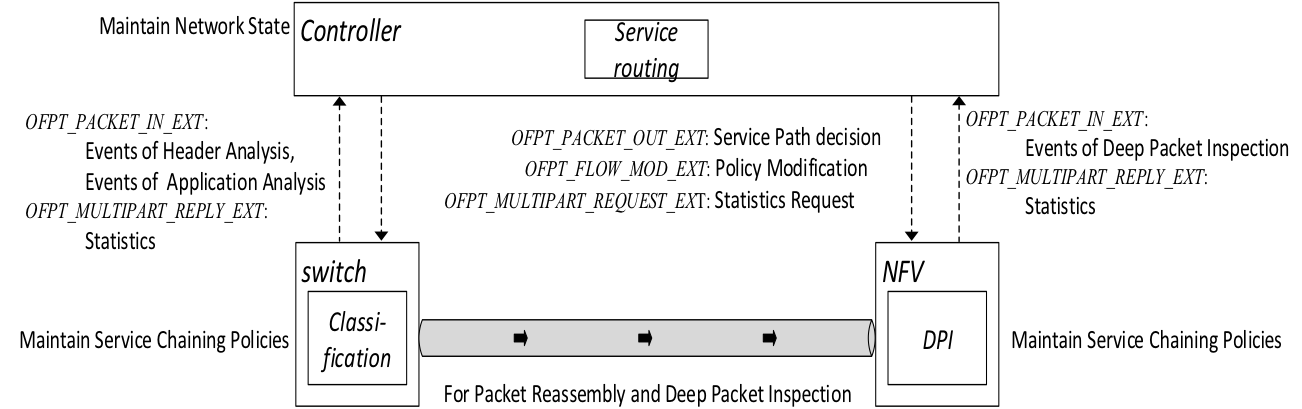 Maintain Network State
Controller
Service
routing
OFPT_PACKET_IN_EXT:
Events of Header Analysis,
Events of Application Analysis
OFPT_MULTIPART_REPLY_EXT:
Statistics
OFPT_PACKET_OUT_EXT: Service Path decision
OFPT_FLOW_MOD_EXT: Policy Modification
OFPT_MULTIPART_REQUEST_EXT: Statistics Request
OFPT_PACKET_IN_EXT:
Events of Deep Packet Inspection
OFPT_MULTIPART_REPLY_EXT:
Statistics
switch
Classi-
fication
Maintain Service Chaining Policies
NFV
DPI
Maintain Service Chaining Policies
For Packet Reassembly and Deep Packet Inspection